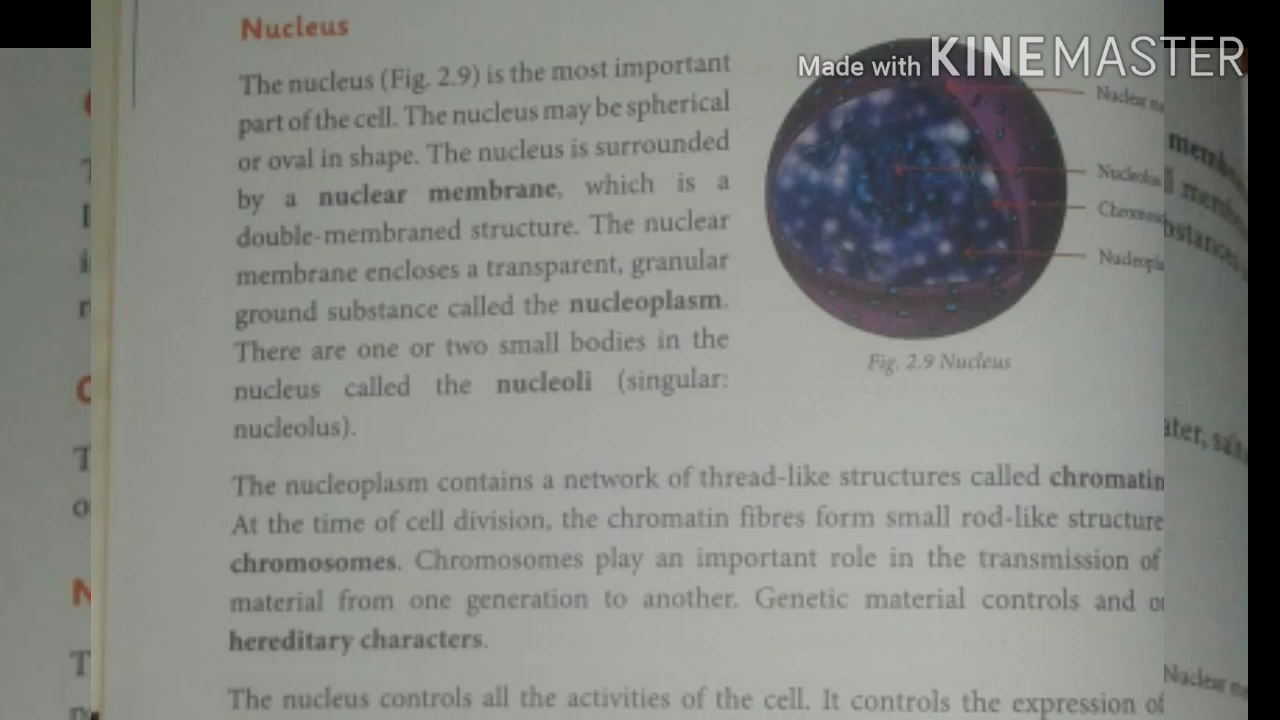 Nucleus
The nucleus (Fig. 2.9) is the most important
part of the cell. The nucleus may be spherical
or oval in shape. The nucleus is surrounded
by a nuclear membrane, which is a
double-membraned structure. The nuclear
membrane encloses a transparent, granular
ground substance called the nucleoplasm.
There are one or two small bodies in the
nucleus called the nucleoli (singular:
nucleolus).
Made with KINEMASTER
Nuclear
Nucleolus
Fig. 2.9 Nucleus
The nucleoplasm contains a network of thread-like structures called chromatin
At the time of cell division, the chromatin fibres form small rod-like structure
chromosomes. Chromosomes play an important role in the transmission of
material from one generation to another. Genetic material controls and
hereditary characters.
The nucleus controls all the activities of the cell. It controls the expression of
ater, salts
Nuclear